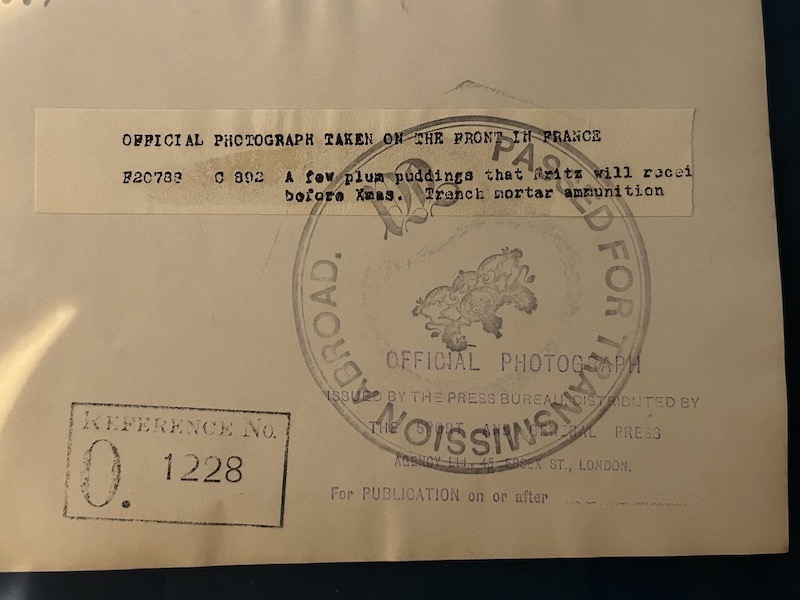 OFFICIAL PHOTOGRAPH TAKEN ON THE FRONT IN FRANCE
F20788 C 892 A few plum puddings that Fritz will recei
before Xmas. Trench mortar ammunition
PASSED FOR TRANSMISSION ABROAD.
OFFICIAL PHOTOGRAPH
ISSUED BY THE PRESS BUREAU, DISTRIBUTED BY
THE SPORT AND GENERAL PRESS
AGENCY LTD. 45 ESSEX ST., LONDON.
For PUBLICATION on or after
REFERENCE No.
O. 1228